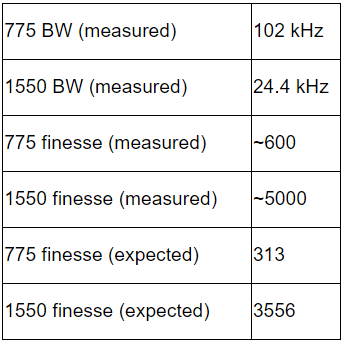 775 BW (measured) 102 kHz
1550 BW (measured) 24.4 kHz
775 finesse (measured) ~600
1550 finesse (measured) ~5000
775 finesse (expected) 313
1550 finesse (expected) 3556